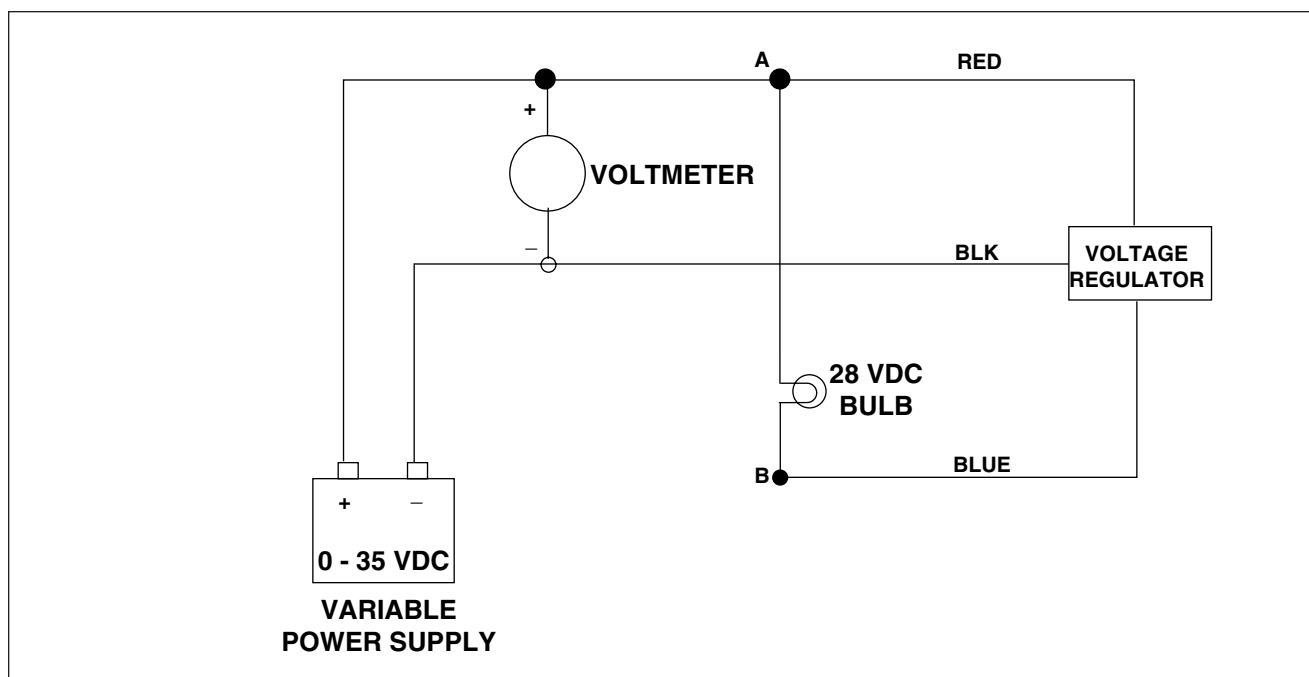 A
RED
+
VOLTMETER
–
BLK
VOLTAGE
REGULATOR
28 VDC
BULB
B
BLUE
+ –
0 - 35 VDC
VARIABLE
POWER SUPPLY